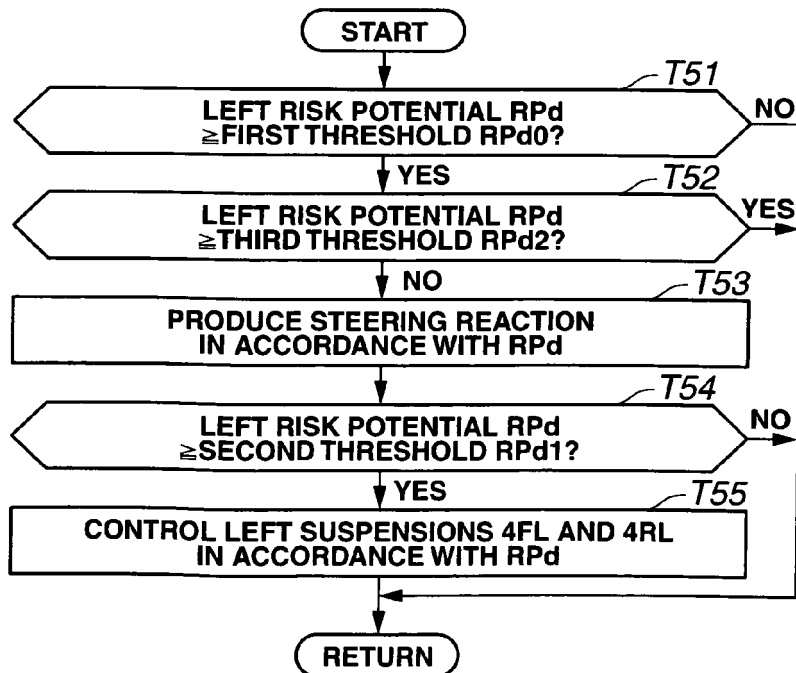 START
T51
LEFT RISK POTENTIAL RPd
≧FIRST THRESHOLD RPd0?
NO
YES
T52
LEFT RISK POTENTIAL RPd
≧THIRD THRESHOLD RPd2?
YES
NO
T53
PRODUCE STEERING REACTION
IN ACCORDANCE WITH RPd
T54
LEFT RISK POTENTIAL RPd
≧SECOND THRESHOLD RPd1?
NO
YES
T55
CONTROL LEFT SUSPENSIONS 4FL AND 4RL
IN ACCORDANCE WITH RPd
RETURN